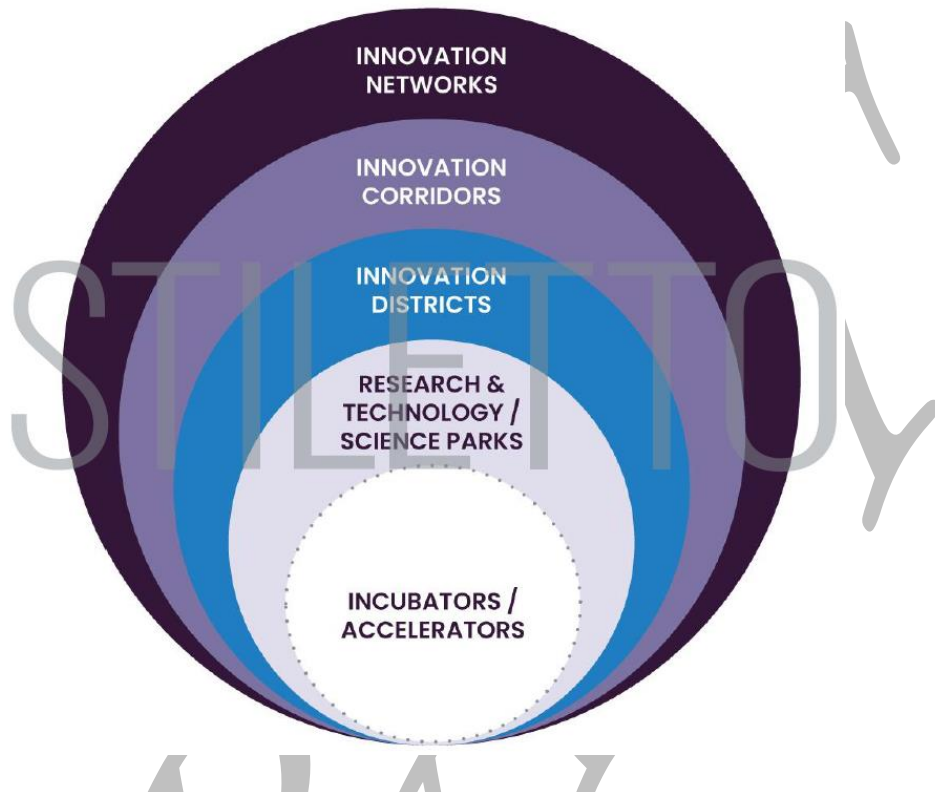 INNOVATION
NETWORKS
INNOVATION
CORRIDORS
INNOVATION
DISTRICTS
STILETTO
RESEARCH &
TECHNOLOGY /
SCIENCE PARKS
INCUBATORS /
ACCELERATORS